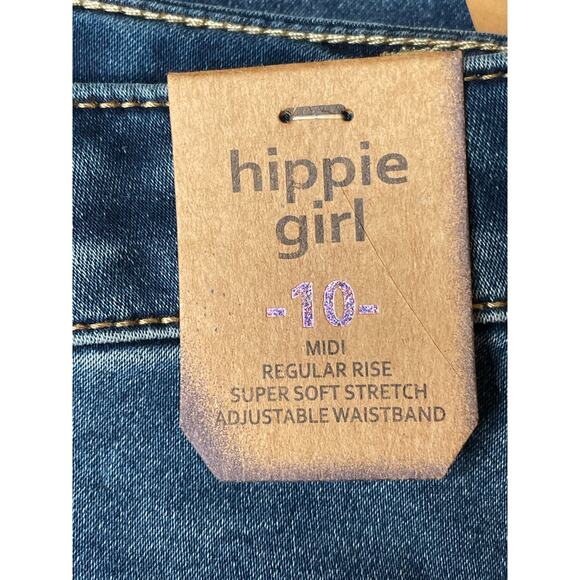 hippie
girl
-10-
MIDI
REGULAR RISE
SUPER SOFT STRETCH
ADJUSTABLE WAISTBAND